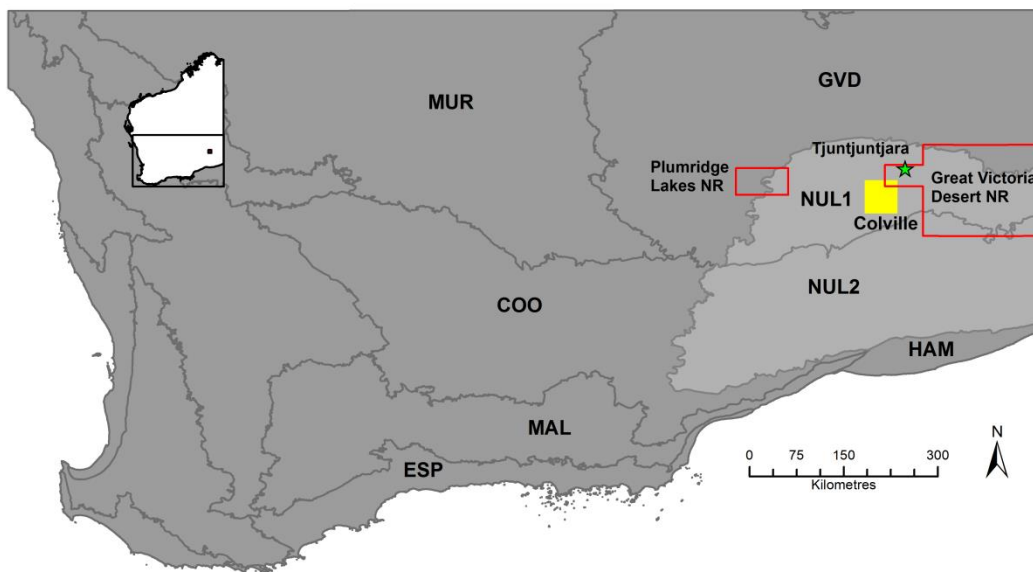 GVD
MUR
Tjuntjuntjara
Plumridge
Lakes NR
Great Victoria
Desert NR
NUL1
Colville
NUL2
COO
HAM
MAL
ESP
N
0 75 150 300
Kilometres